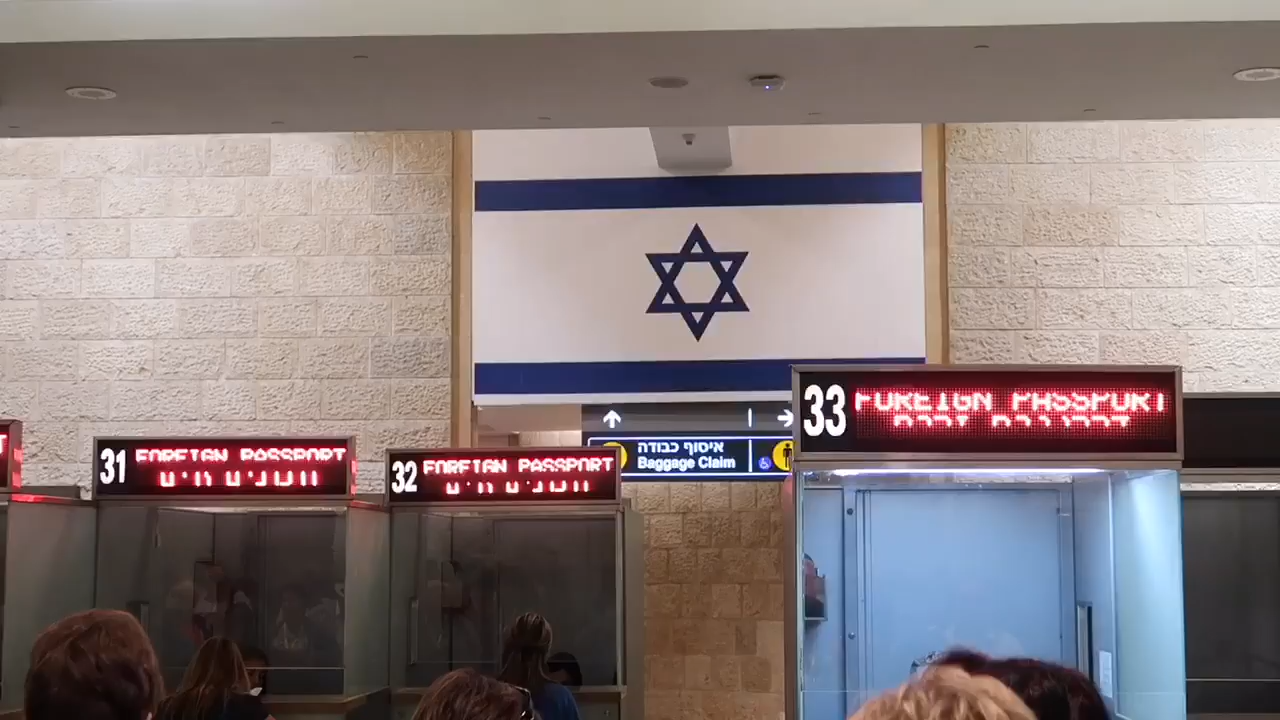 31
FOREIGN PASSPORT
32
FOREIGN PASSPORT
איסוף כבודה
Baggage Claim
33
FOREIGN PASSPORT